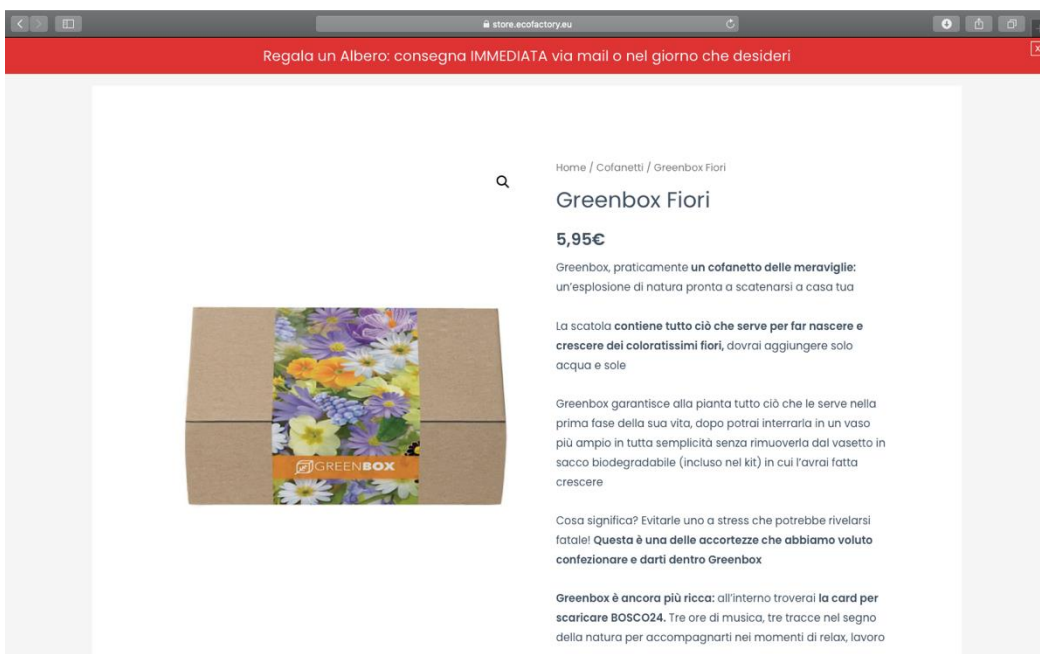 store.ecofactory.eu
Regala un Albero: consegna IMMEDIATA via mail o nel giorno che desideri
X
Home / Cofanetti / Greenbox Fiori
Greenbox Fiori
5,95€
Greenbox, praticamente un cofanetto delle meraviglie:
un'esplosione di natura pronta a scatenarsi a casa tua
La scatola contiene tutto ciò che serve per far nascere e
crescere dei coloratissimi fiori, dovrai aggiungere solo
acqua e sole
Greenbox garantisce alla pianta tutto ciò che le serve nella
prima fase della sua vita, dopo potrai interrarla in un vaso
più ampio in tutta semplicità senza rimuoverla dal vasetto in
sacco biodegradabile (incluso nel kit) in cui l'avrai fatta
crescere
Cosa significa? Evitarle uno a stress che potrebbe rivelarsi
fatale! Questa è una delle accortezze che abbiamo voluto
confezionare e darti dentro Greenbox
Greenbox è ancora più ricca: all'interno troverai la card per
scaricare BOSCO24. Tre ore di musica, tre tracce nel segno
della natura per accompagnarti nei momenti di relax, lavoro
GREENBOX